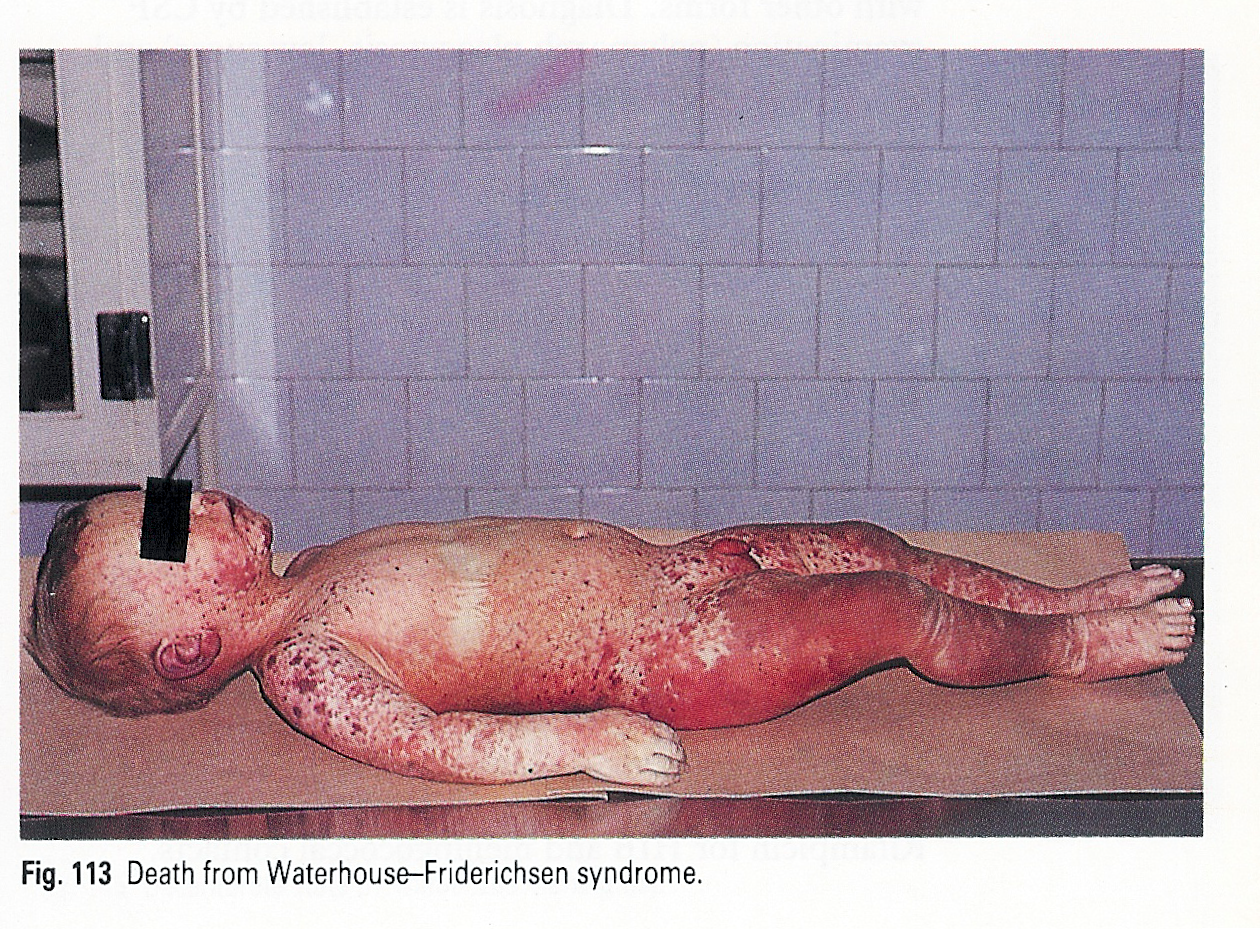 Fig. 113 Death from Waterhouse–Friderichsen syndrome.